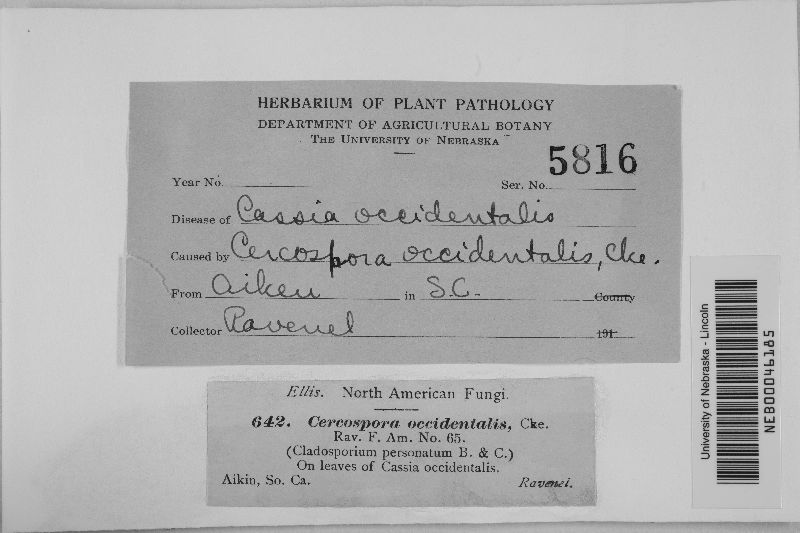 HERBARIUM OF PLANT PATHOLOGY
DEPARTMENT OF AGRICULTURAL BOTANY
THE UNIVERSITY OF NEBRASKA
5816
Year No. Ser. No.
Disease of Cassia occidentalis
Caused by Cercospora occidentalis, Cke.
From Aiken in S.C. County
Collector Ravenel 191
Ellis. North American Fungi.
642. Cercospora occidentalis, Cke.
Rav. F. Am. No. 65.
(Cladosporium personatum B. & C.)
On leaves of Cassia occidentalis.
Aikin, So. Ca. Ravenel.
University of Nebraska - Lincoln
NEB00046185